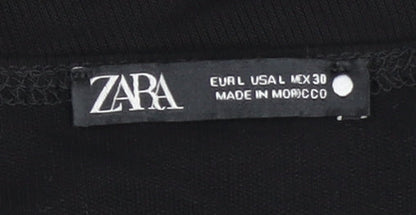 ZARA
EUR L USA L MEX 30
MADE IN MOROCCO